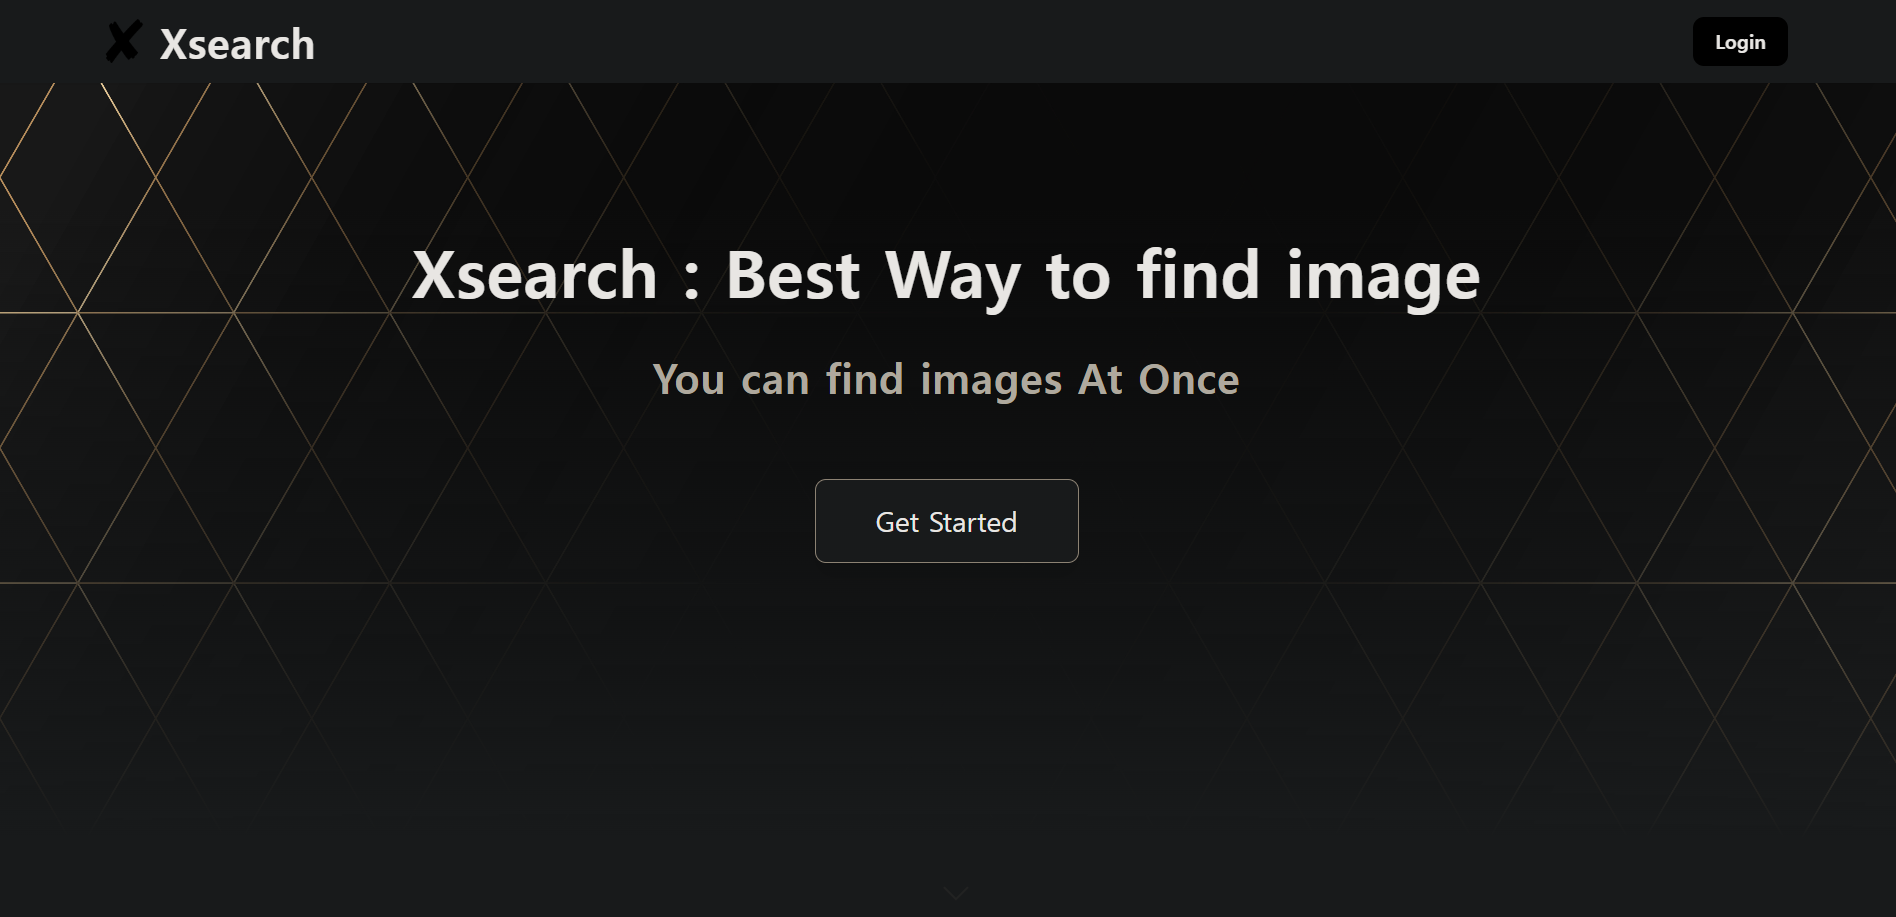 Xsearch
Login
Xsearch : Best Way to find image
You can find images At Once
Get Started